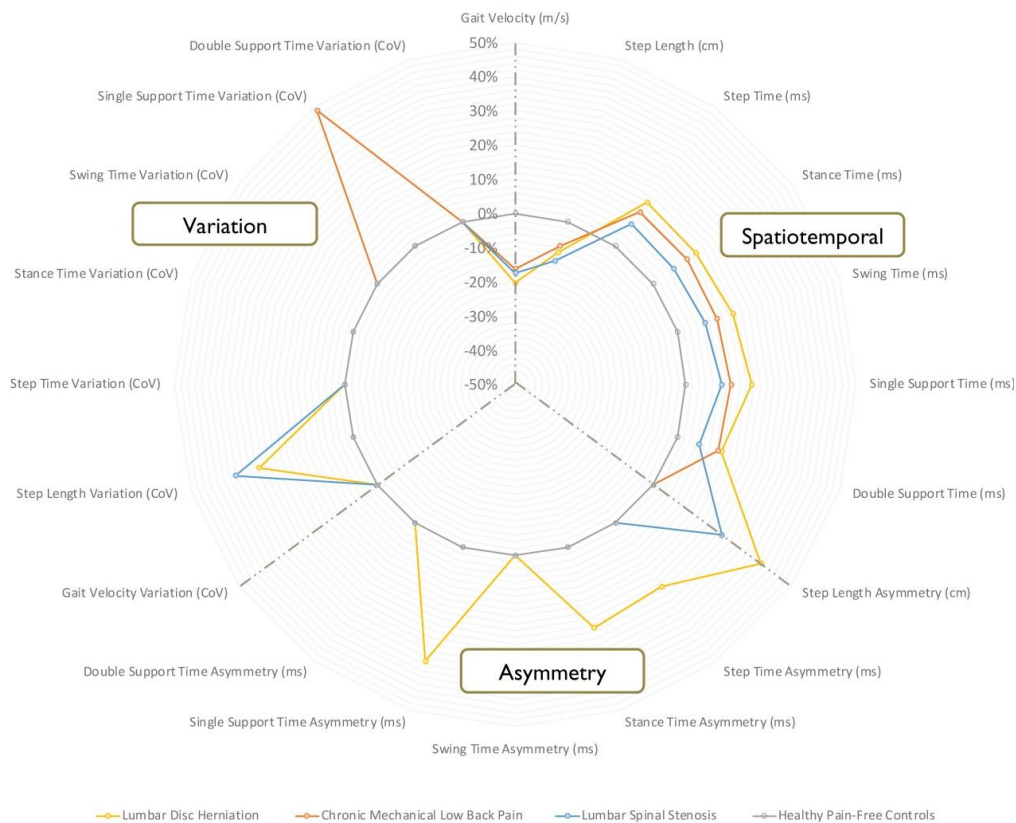 Gait Velocity (m/s)
Double Support Time Variation (CoV)
Step Length (cm)
Single Support Time Variation (CoV)
Step Time (ms)
Swing Time Variation (CoV)
Stance Time (ms)
Variation
Spatiotemporal
Stance Time Variation (CoV)
Swing Time (ms)
Step Time Variation (CoV)
Single Support Time (ms)
Step Length Variation (CoV)
Double Support Time (ms)
Gait Velocity Variation (CoV)
Step Length Asymmetry (cm)
Double Support Time Asymmetry (ms)
Asymmetry
Step Time Asymmetry (ms)
Single Support Time Asymmetry (ms)
Stance Time Asymmetry (ms)
Swing Time Asymmetry (ms)
50%
40%
30%
20%
10%
0%
-10%
-20%
-30%
-40%
-50%
Lumbar Disc Herniation
Chronic Mechanical Low Back Pain
Lumbar Spinal Stenosis
Healthy Pain-Free Controls